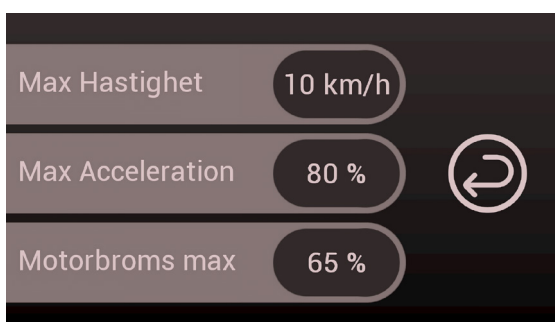 Max Hastighet 10 km/h
Max Acceleration 80 %
Motorbroms max 65 %